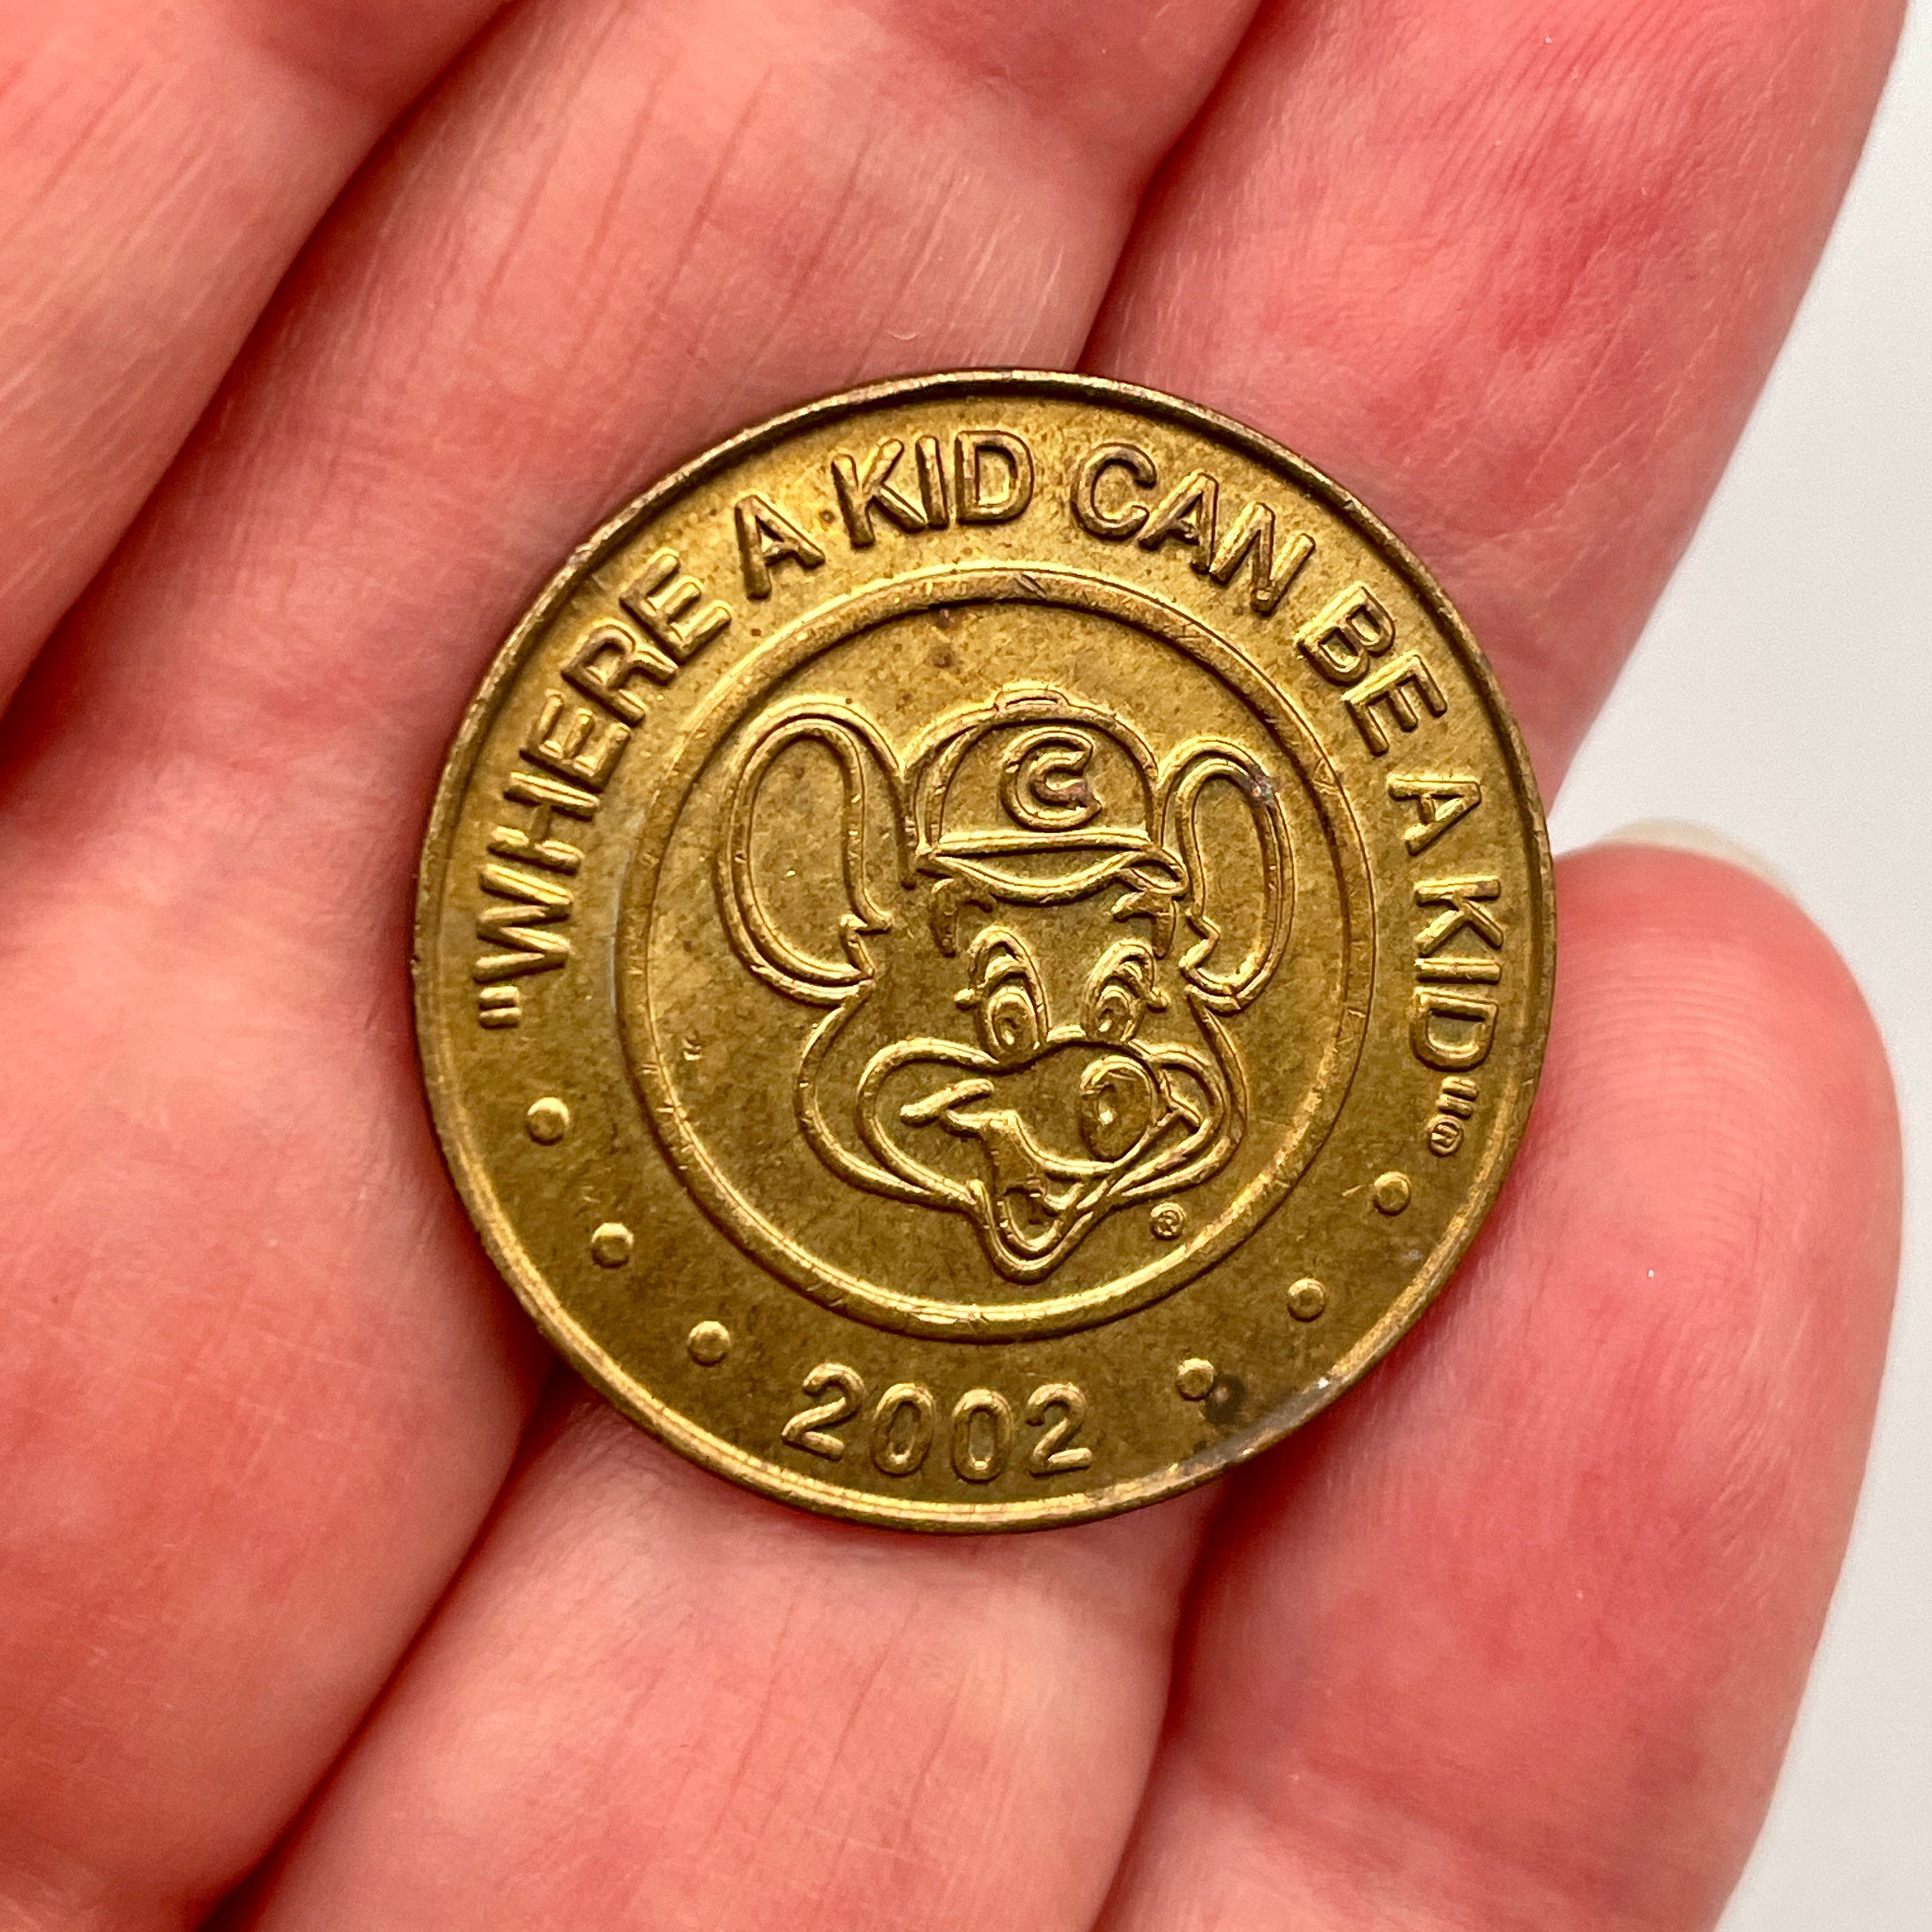 "WHERE A KID CAN BE A KID"®
C
®
2002